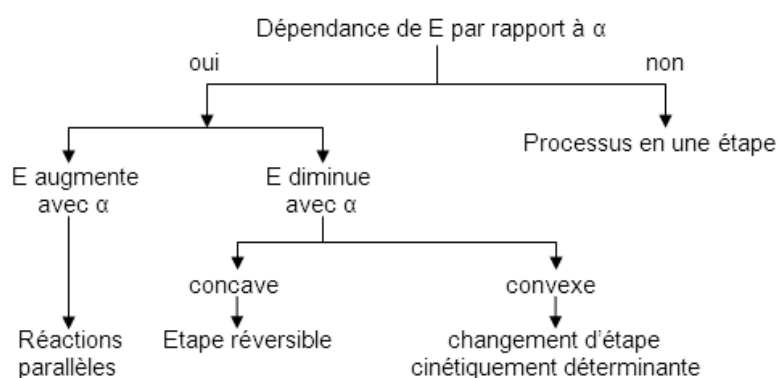 Dépendance de E par rapport à α
oui
non
Processus en une étape
E augmente
avec α
E diminue
avec α
concave
convexe
Réactions
parallèles
Etape réversible
changement d'étape
cinétiquement déterminante